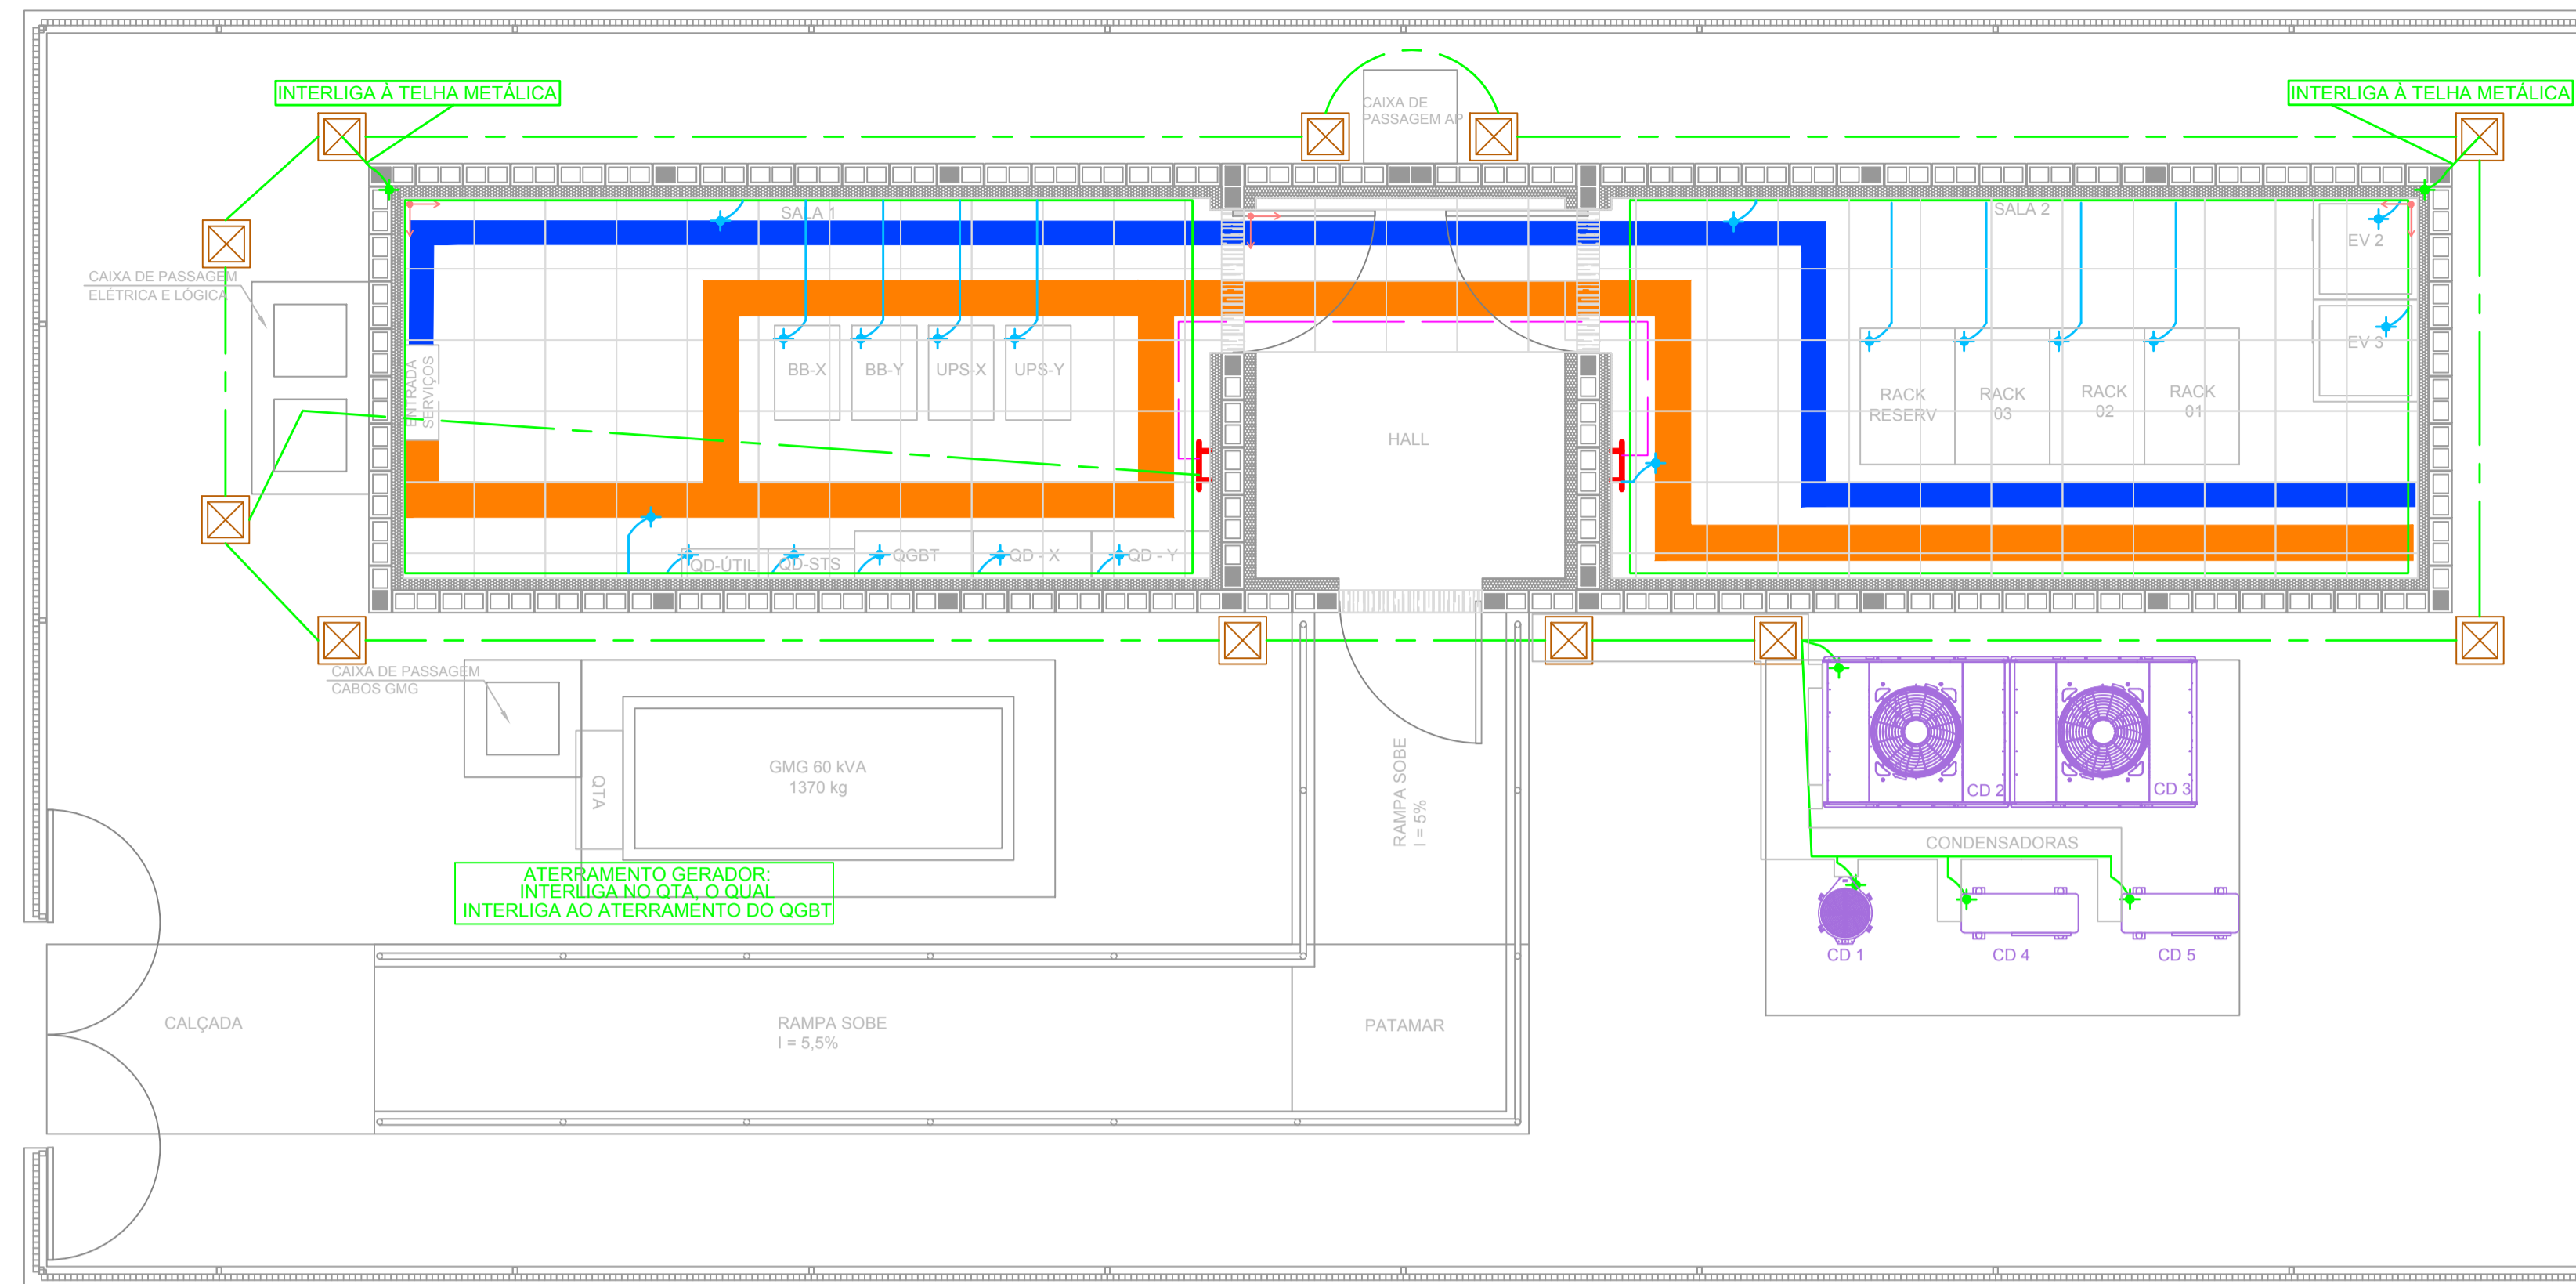 INTERLIGA À TELHA METÁLICA
INTERLIGA À TELHA METÁLICA
CAIXA DE
PASSAGEM AP
SALA 1
SALA 2
EV 2
EV 3
CAIXA DE PASSAGEM
ELÉTRICA E LÓGICA
ENTRADA
SERVIÇOS
BB-X
BB-Y
UPS-X
UPS-Y
HALL
RACK
RESERV
RACK
03
RACK
02
RACK
01
QD-ÚTIL
QD-STS
QGBT
QD - X
QD - Y
CAIXA DE PASSAGEM
CABOS GMG
QTA
GMG 60 kVA
1370 kg
RAMPA SOBE
I = 5%
CD 2
CD 3
CONDENSADORAS
ATERRAMENTO GERADOR:
INTERLIGA NO QTA, O QUAL
INTERLIGA AO ATERRAMENTO DO QGBT
CD 1
CD 4
CD 5
CALÇADA
RAMPA SOBE
I = 5,5%
PATAMAR